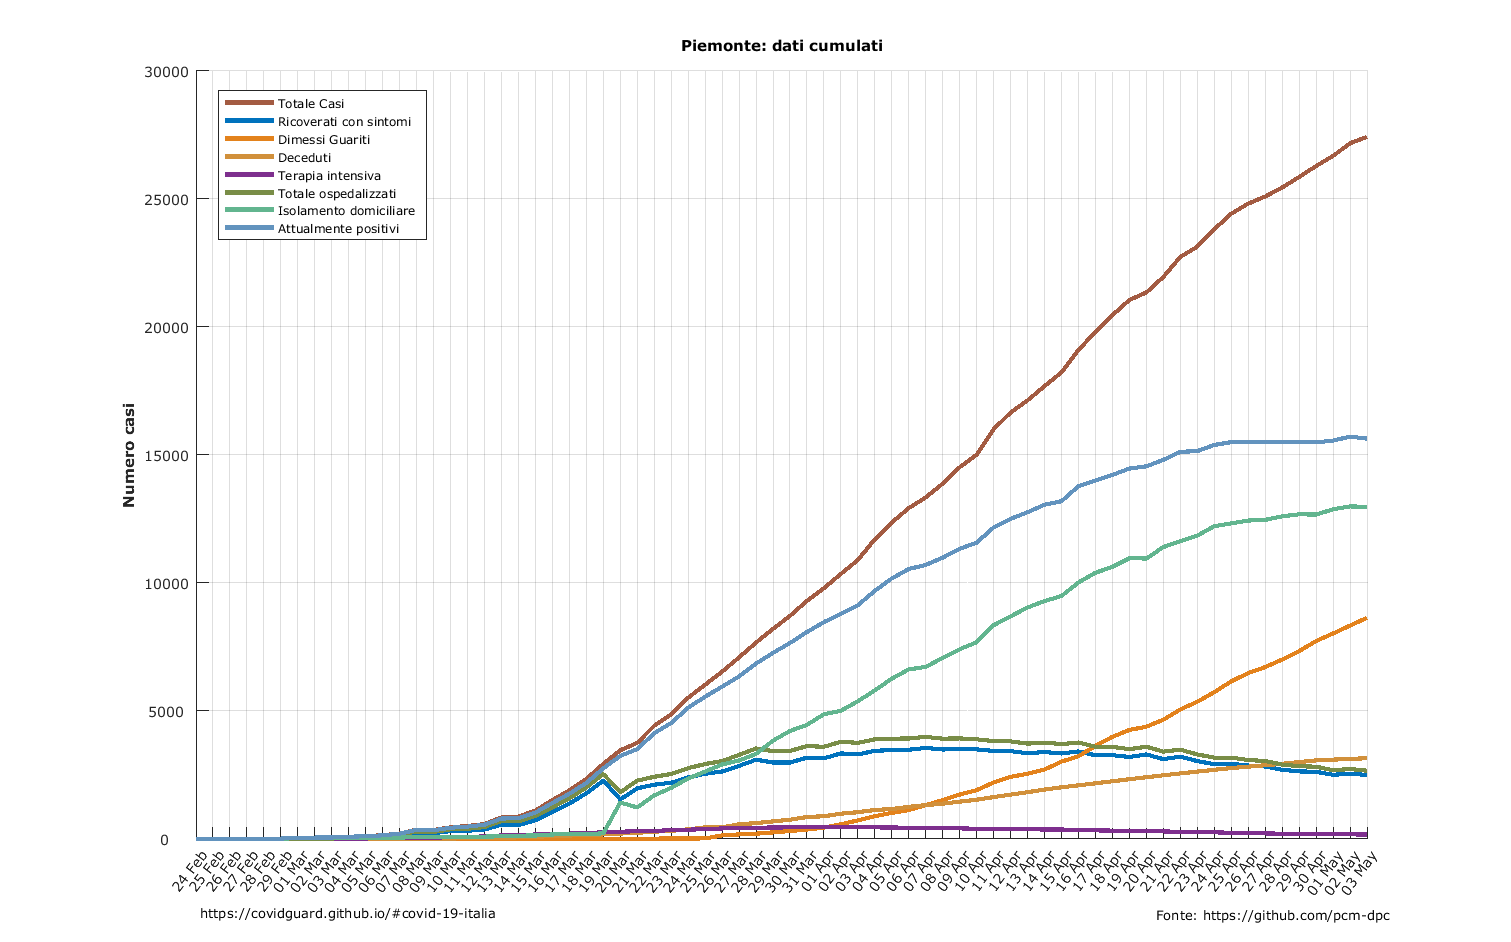 Piemonte: dati cumulati
30000
25000
20000
15000
10000
5000
0
Numero casi
Totale Casi
Ricoverati con sintomi
Dimessi Guariti
Deceduti
Terapia intensiva
Totale ospedalizzati
Isolamento domiciliare
Attualmente positivi
24 Feb
25 Feb
26 Feb
27 Feb
28 Feb
29 Feb
01 Mar
02 Mar
03 Mar
04 Mar
05 Mar
06 Mar
07 Mar
08 Mar
09 Mar
10 Mar
11 Mar
12 Mar
13 Mar
14 Mar
15 Mar
16 Mar
17 Mar
18 Mar
19 Mar
20 Mar
21 Mar
22 Mar
23 Mar
24 Mar
25 Mar
26 Mar
27 Mar
28 Mar
29 Mar
30 Mar
31 Mar
01 Apr
02 Apr
03 Apr
04 Apr
05 Apr
06 Apr
07 Apr
08 Apr
09 Apr
10 Apr
11 Apr
12 Apr
13 Apr
14 Apr
15 Apr
16 Apr
17 Apr
18 Apr
19 Apr
20 Apr
21 Apr
22 Apr
23 Apr
24 Apr
25 Apr
26 Apr
27 Apr
28 Apr
29 Apr
30 Apr
01 May
02 May
03 May
https://covidguard.github.io/#covid-19-italia
Fonte: https://github.com/pcm-dpc